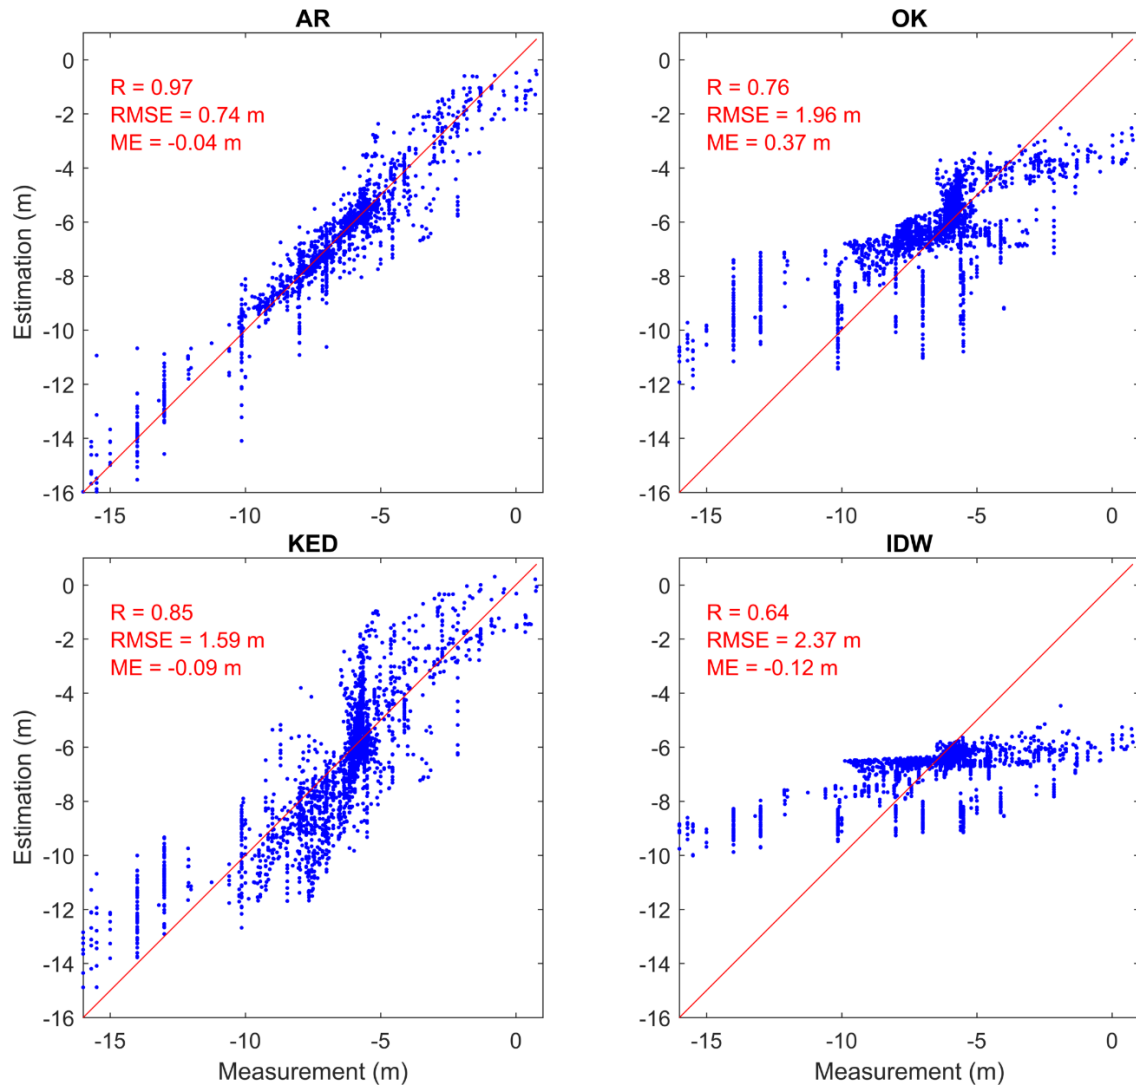 AR
R = 0.97
RMSE = 0.74 m
ME = -0.04 m
0
-2
-4
-6
-8
-10
-12
-14
-16
-15
-10
-5
0
Estimation (m)
OK
R = 0.76
RMSE = 1.96 m
ME = 0.37 m
0
-2
-4
-6
-8
-10
-12
-14
-16
-15
-10
-5
0
KED
R = 0.85
RMSE = 1.59 m
ME = -0.09 m
0
-2
-4
-6
-8
-10
-12
-14
-16
-15
-10
-5
0
Estimation (m)
Measurement (m)
IDW
R = 0.64
RMSE = 2.37 m
ME = -0.12 m
0
-2
-4
-6
-8
-10
-12
-14
-16
-15
-10
-5
0
Measurement (m)